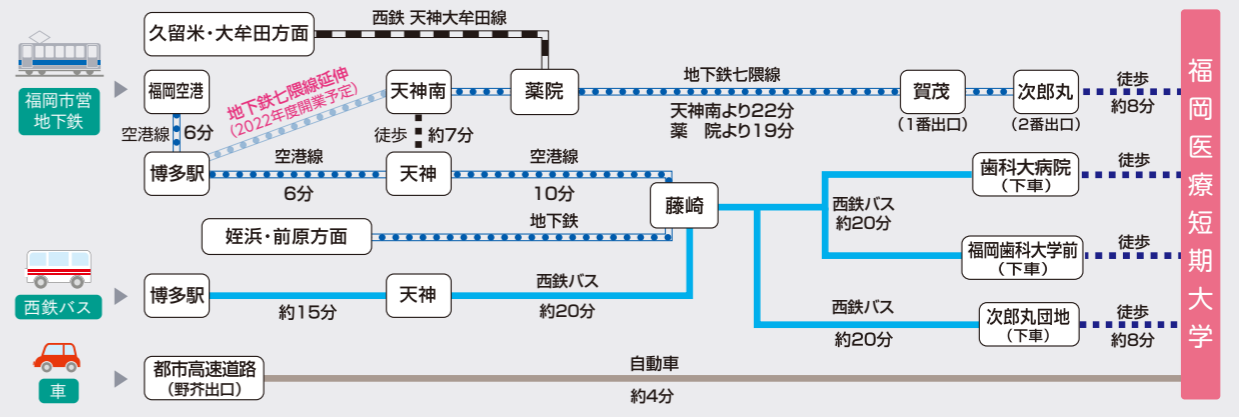 福岡市営
地下鉄
久留米・大牟田方面
西鉄 天神大牟田線
福岡空港
空港線
6分
地下鉄七隈線延伸
(2022年度開業予定)
天神南
薬院
地下鉄七隈線
天神南より22分
薬 院より19分
賀茂
(1番出口)
次郎丸
(2番出口)
徒歩
約8分
徒歩
約7分
博多駅
空港線
6分
天神
空港線
10分
藤崎
姪浜・前原方面
地下鉄
西鉄バス
約20分
歯科大病院
(下車)
徒歩
福岡歯科大学前
(下車)
徒歩
西鉄バス
博多駅
約15分
天神
西鉄バス
約20分
西鉄バス
約20分
次郎丸団地
(下車)
徒歩
約8分
車
都市高速道路
(野芥出口)
自動車
約4分
福岡医療短期大学